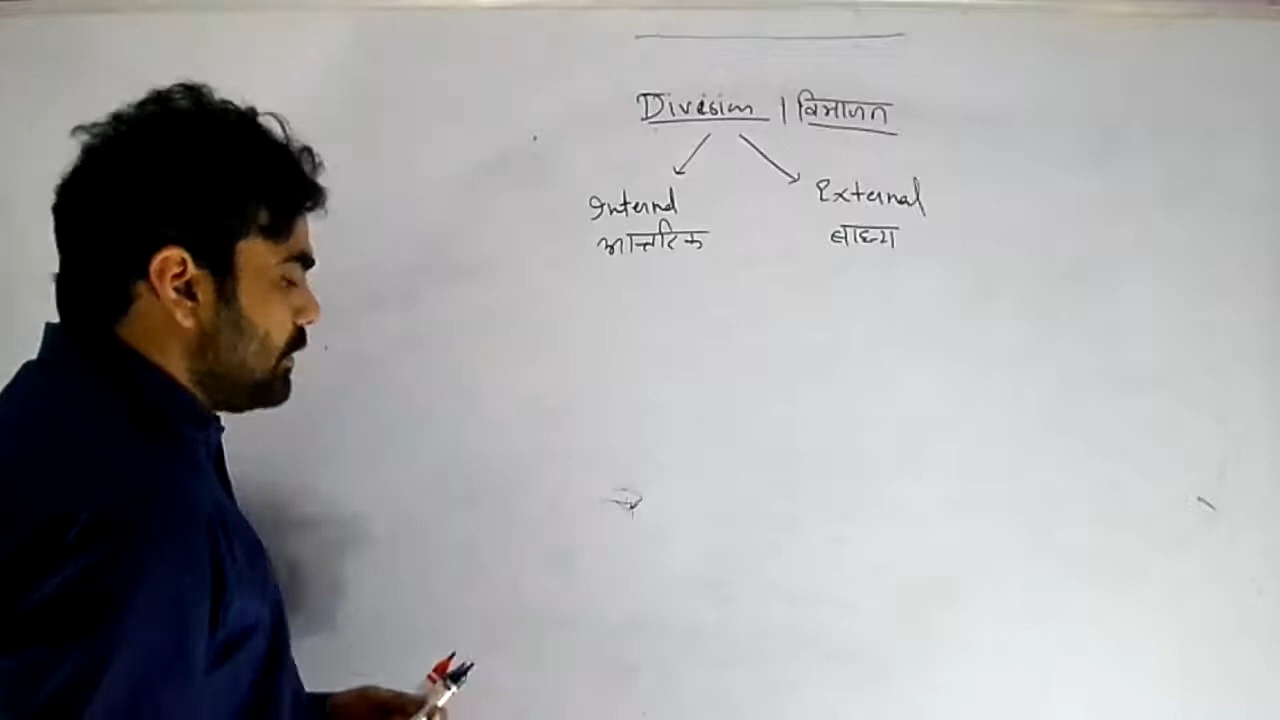 Division | विभाजन
Internal External
आन्तरिक बाह्य